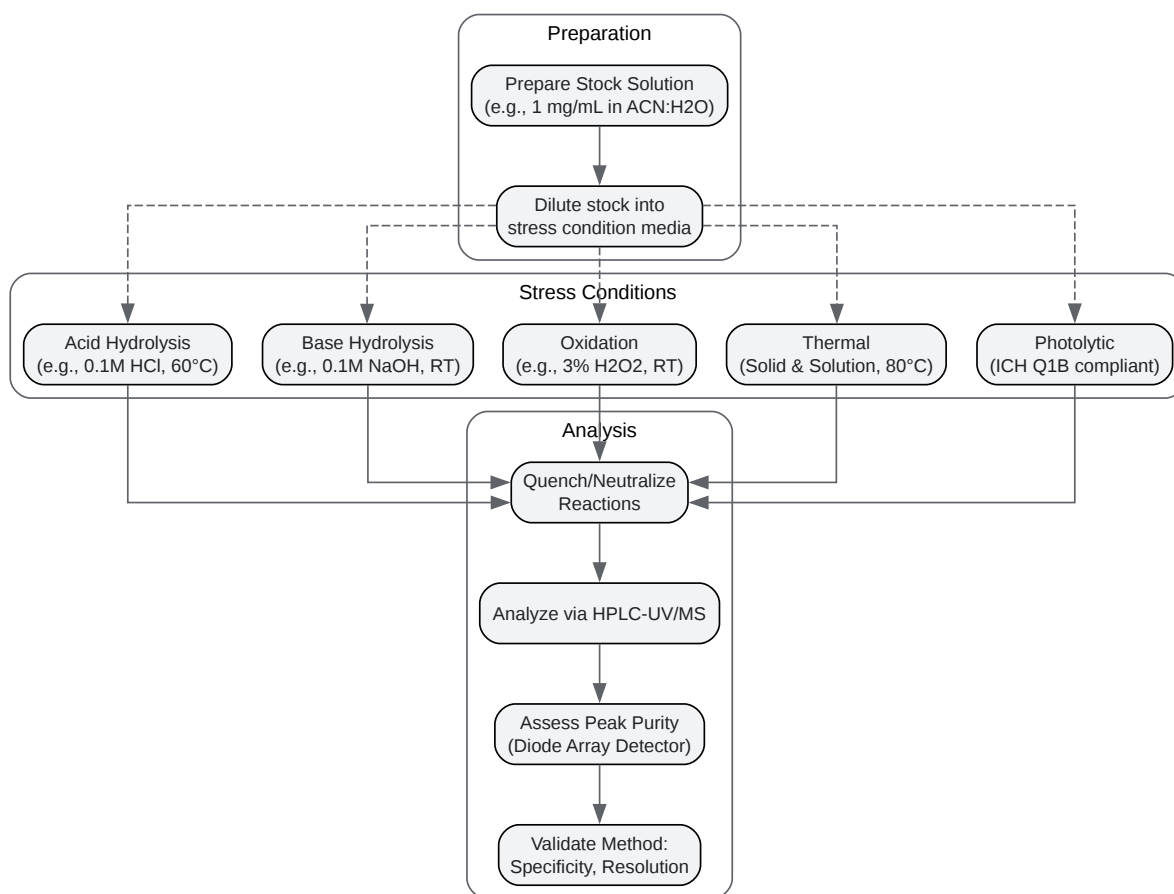 Preparation
Prepare Stock Solution
(e.g., 1 mg/mL in ACN:H2O)
Dilute stock into
stress condition media
Stress Conditions
Acid Hydrolysis
(e.g., 0.1M HCl, 60°C)
Base Hydrolysis
(e.g., 0.1M NaOH, RT)
Oxidation
(e.g., 3% H2O2, RT)
Thermal
(Solid & Solution, 80°C)
Photolytic
(ICH Q1B compliant)
Analysis
Quench/Neutralize
Reactions
Analyze via HPLC-UV/MS
Assess Peak Purity
(Diode Array Detector)
Validate Method:
Specificity, Resolution